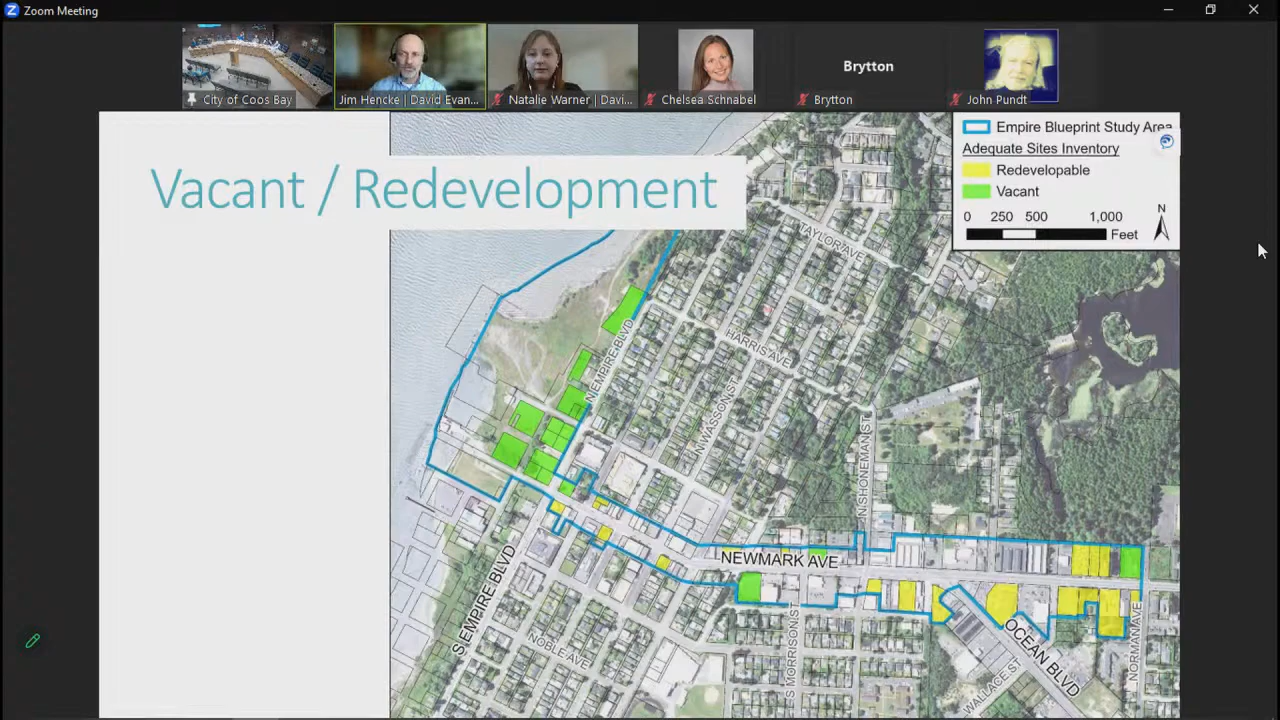 Zoom Meeting
City of Coos Bay
Jim Hencke | David Evan...
Natalie Warner | Davi...
Chelsea Schnabel
Brytton
Brytton
John Pundt
Vacant / Redevelopment
Empire Blueprint Study Area
Adequate Sites Inventory
Redevelopable
Vacant
0 250 500 1,000
Feet
N
TAYLOR AVE
HARRIS AVE
N EMPIRE BLVD
N WASSON ST
N SHONEMAN ST
NEWMARK AVE
S EMPIRE BLVD
NOBLE AVE
S MORRISON ST
OCEAN BLVD
WALLACE ST
NORMAN AVE